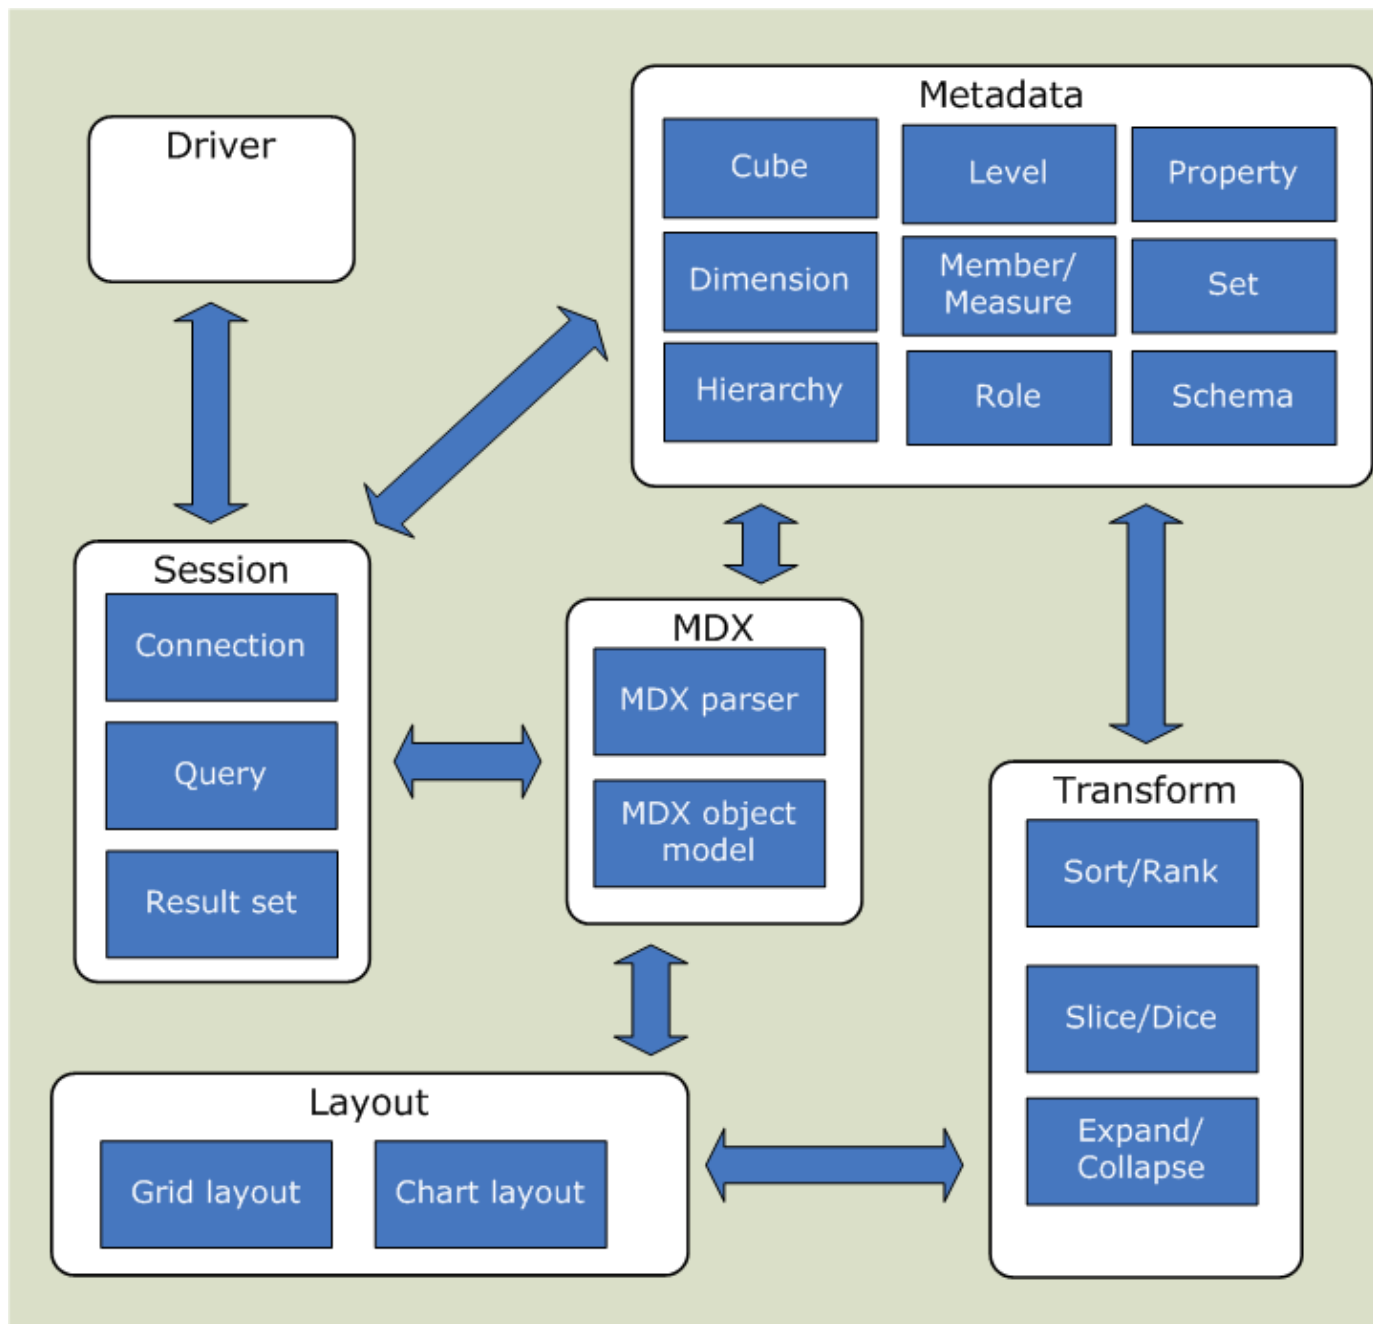 Driver
Metadata
Cube
Level
Property
Dimension
Member/
Measure
Set
Hierarchy
Role
Schema
Session
Connection
Query
Result set
MDX
MDX parser
MDX object
model
Transform
Sort/Rank
Slice/Dice
Expand/
Collapse
Layout
Grid layout
Chart layout